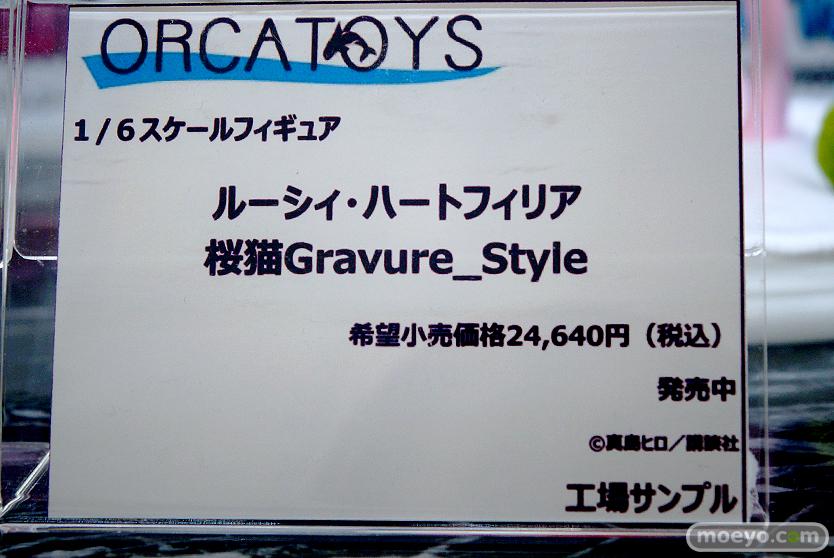 ORCATOYS
1/6スケールフィギュア
ルーシィ・ハートフィリア
桜猫Gravure_Style
希望小売価格24,640円（税込）
発売中
©真島ヒロ／講談社
工場サンプル
moeyo.com